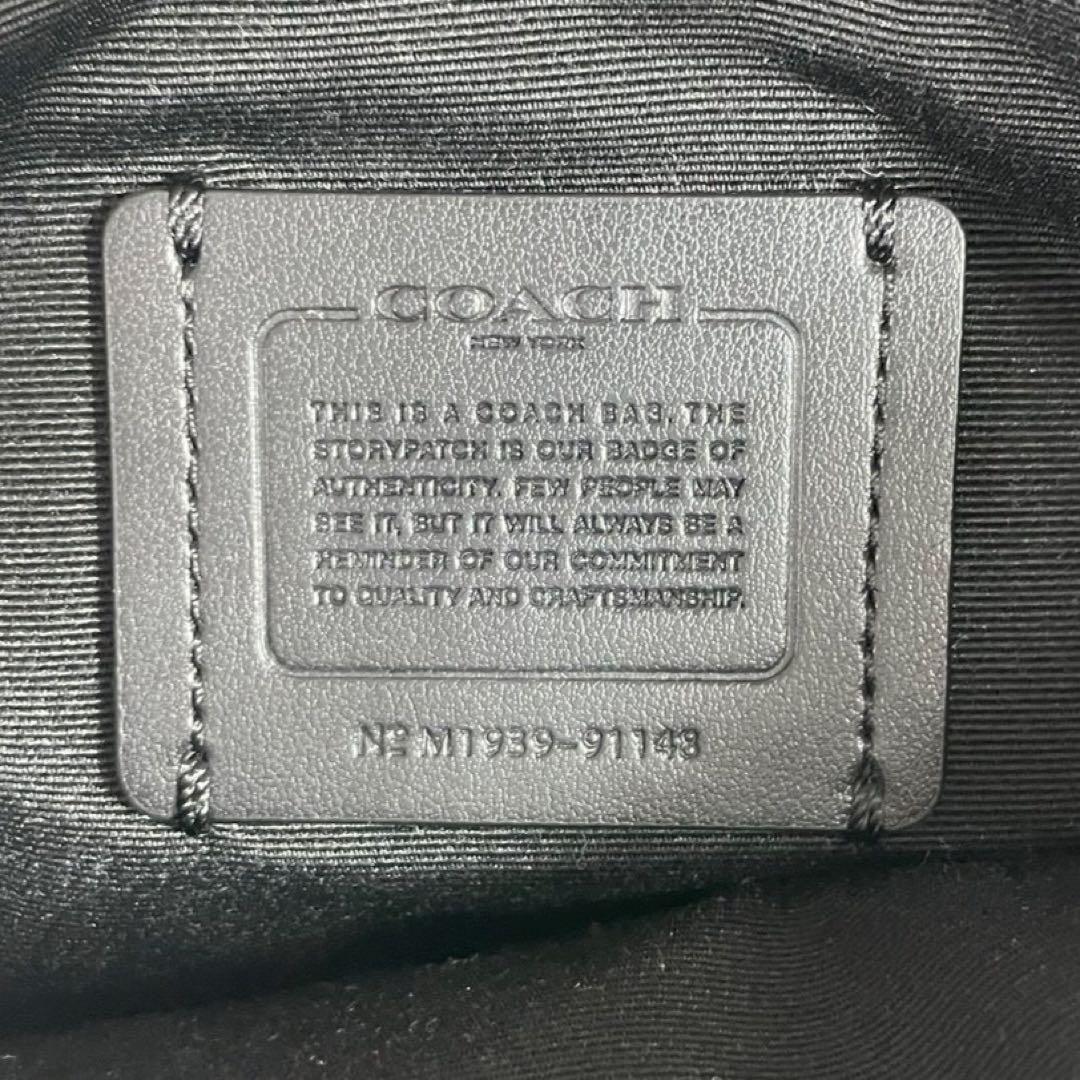 COACH
NEW YORK
THIS IS A COACH BAG. THE
STORYPATCH IS OUR BADGE OF
AUTHENTICITY. FEW PEOPLE MAY
SEE IT, BUT IT WILL ALWAYS BE A
REMINDER OF OUR COMMITMENT
TO QUALITY AND CRAFTSMANSHIP.
Nº M1939-91148